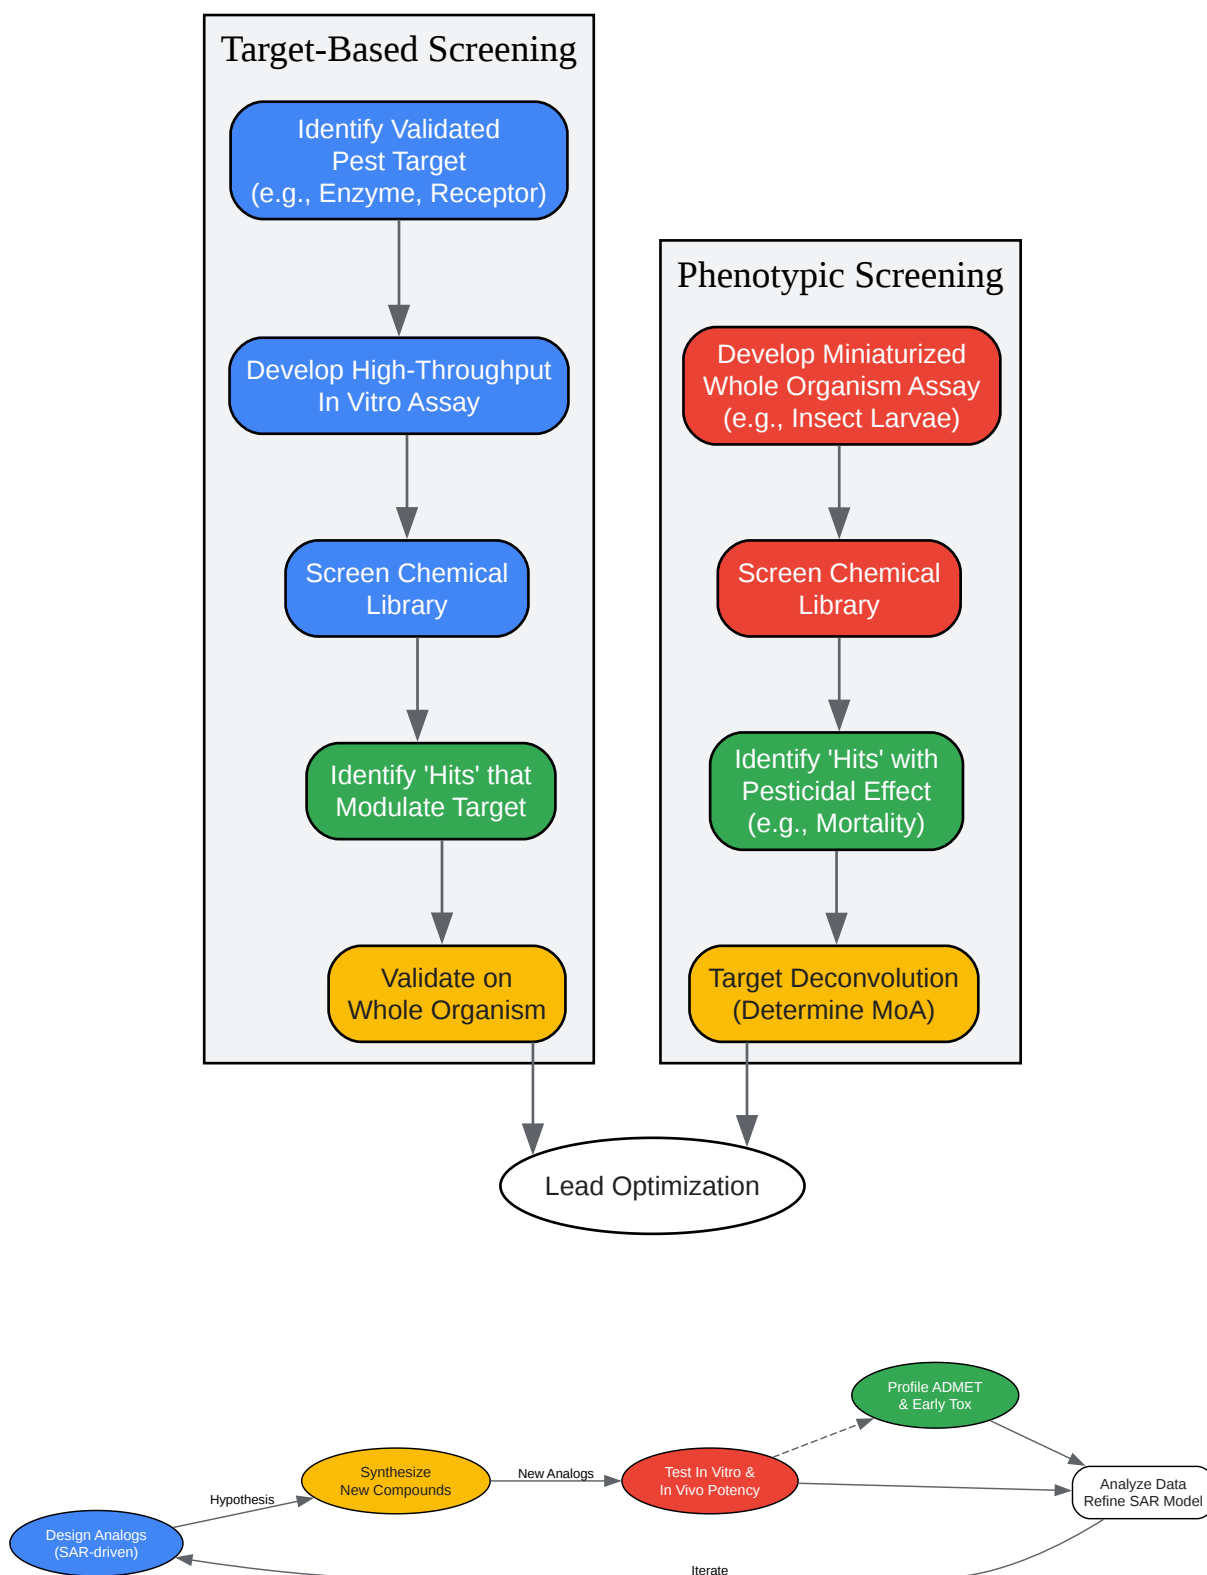 Target-Based Screening
Identify Validated
Pest Target
(e.g., Enzyme, Receptor)
Develop High-Throughput
In Vitro Assay
Screen Chemical
Library
Identify 'Hits' that
Modulate Target
Validate on
Whole Organism
Phenotypic Screening
Develop Miniaturized
Whole Organism Assay
(e.g., Insect Larvae)
Screen Chemical
Library
Identify 'Hits' with
Pesticidal Effect
(e.g., Mortality)
Target Deconvolution
(Determine MoA)
Lead Optimization
Design Analogs
(SAR-driven)
Hypothesis
Synthesize
New Compounds
New Analogs
Test In Vitro &
In Vivo Potency
Profile ADMET
& Early Tox
Analyze Data
Refine SAR Model
Iterate